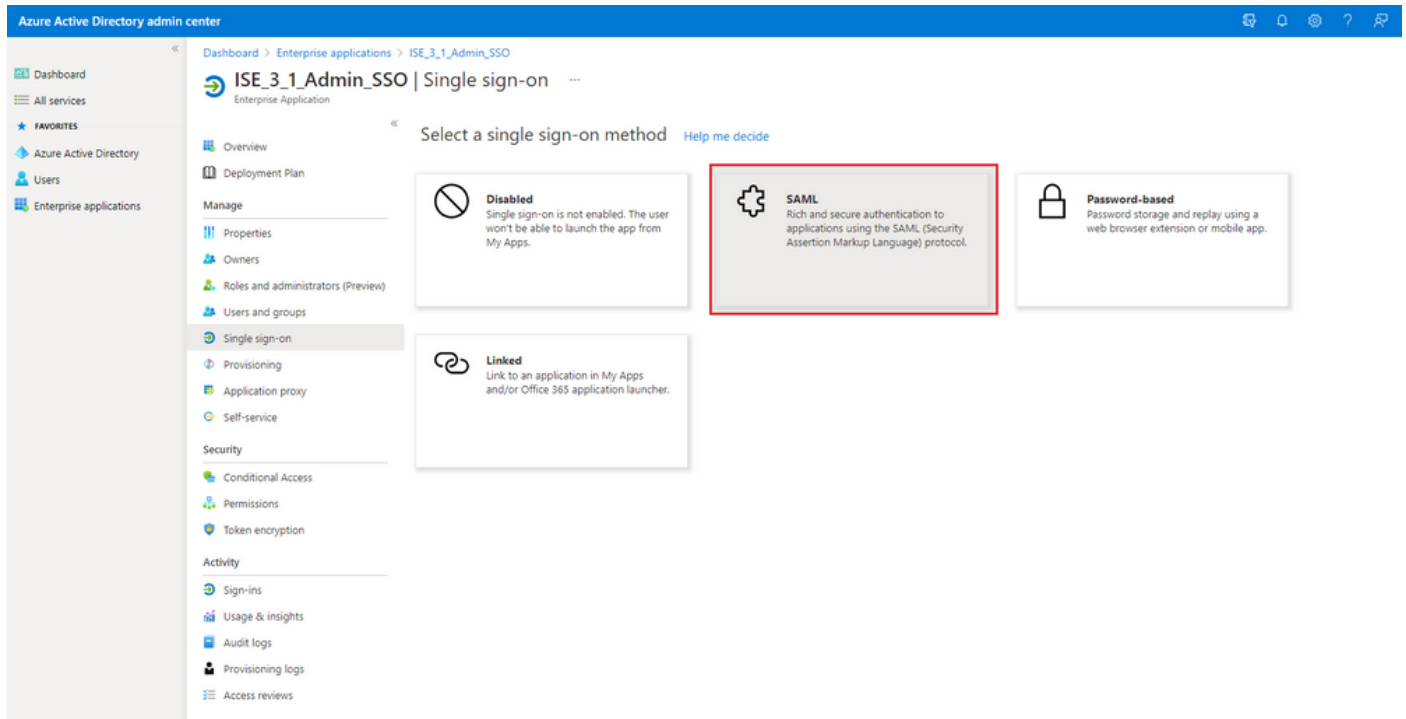 Azure Active Directory admin center
Dashboard
All services
FAVORITES
Azure Active Directory
Users
Enterprise applications
Dashboard > Enterprise applications > ISE_3_1_Admin_SSO
ISE_3_1_Admin_SSO | Single sign-on ...
Enterprise Application
Overview
Deployment Plan
Manage
Properties
Owners
Roles and administrators (Preview)
Users and groups
Single sign-on
Provisioning
Application proxy
Self-service
Security
Conditional Access
Permissions
Token encryption
Activity
Sign-ins
Usage & insights
Audit logs
Provisioning logs
Access reviews
Select a single sign-on method Help me decide
Disabled
Single sign-on is not enabled. The user
won't be able to launch the app from
My Apps.
SAML
Rich and secure authentication to
applications using the SAML (Security
Assertion Markup Language) protocol.
Password-based
Password storage and replay using a
web browser extension or mobile app.
Linked
Link to an application in My Apps
and/or Office 365 application launcher.